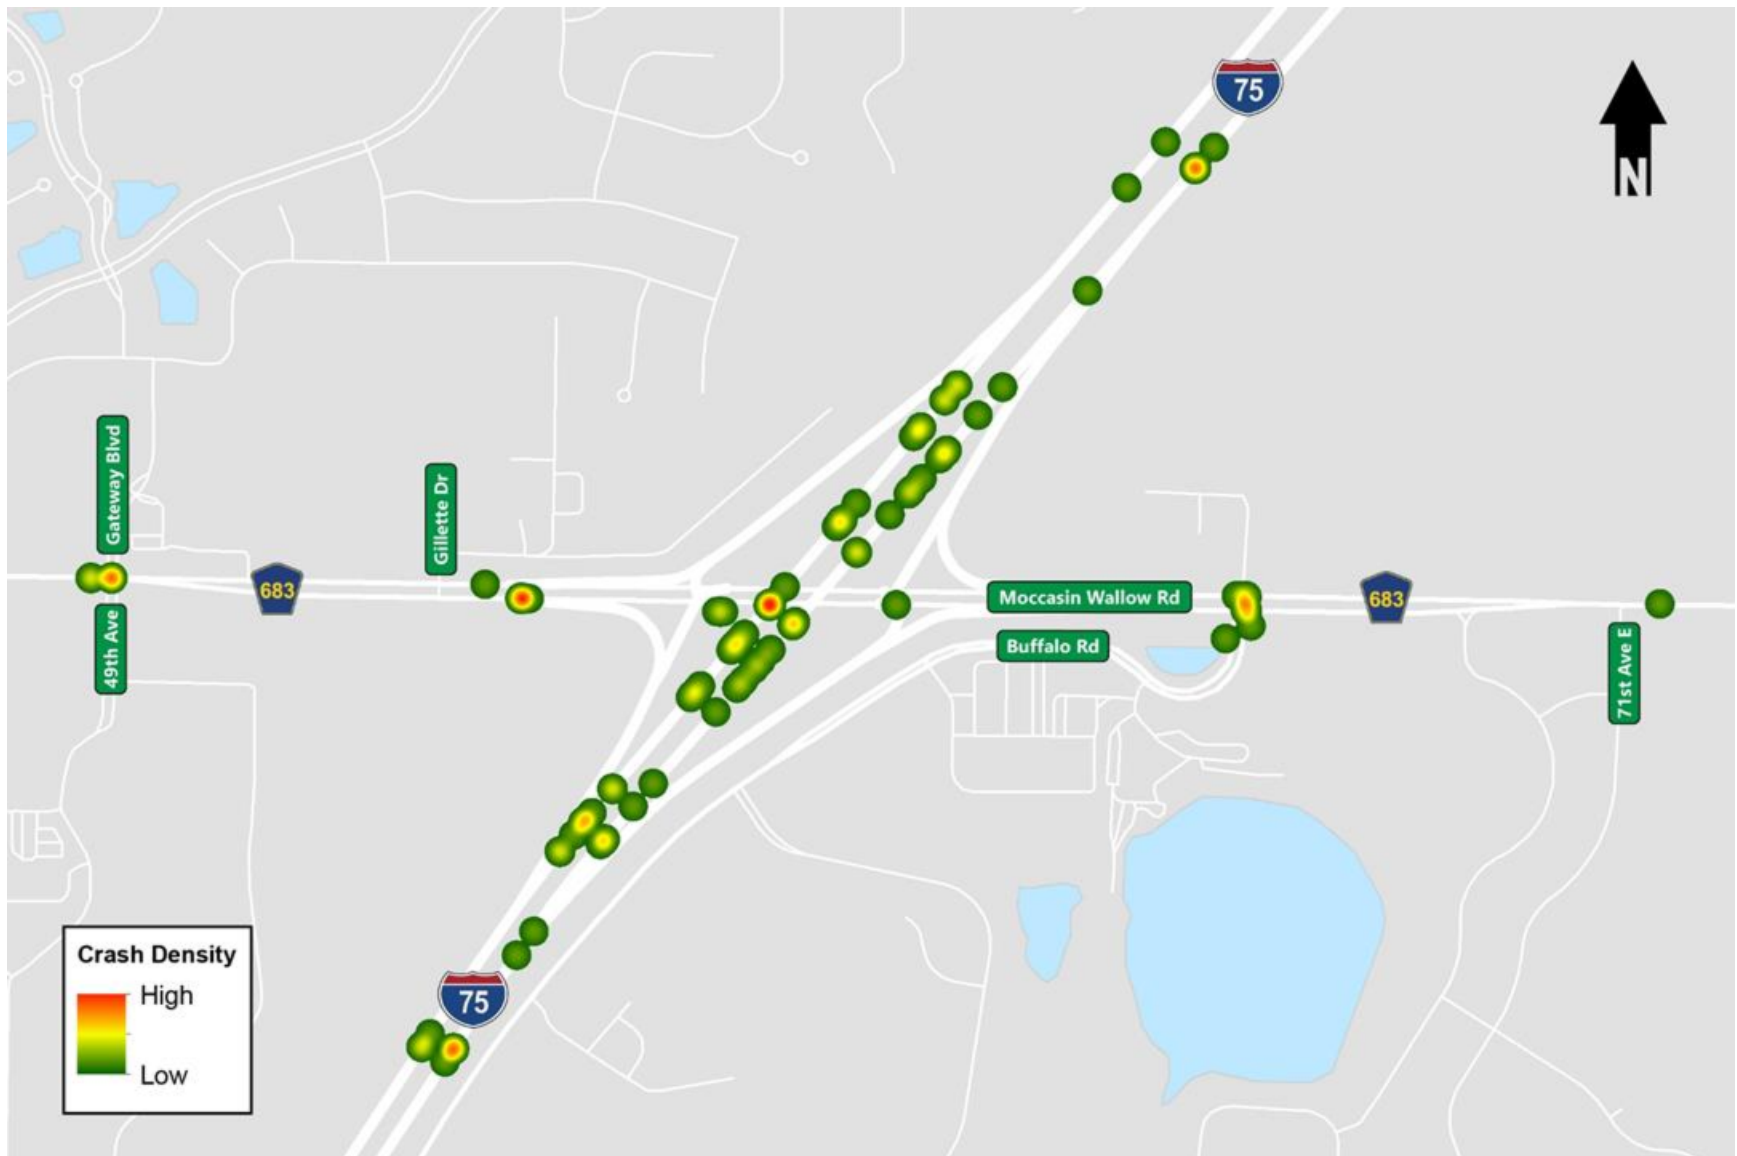 75
N
Gateway Blvd
Gillette Dr
683
Moccasin Wallow Rd
683
49th Ave
Buffalo Rd
71st Ave E
Crash Density
High
Low
75